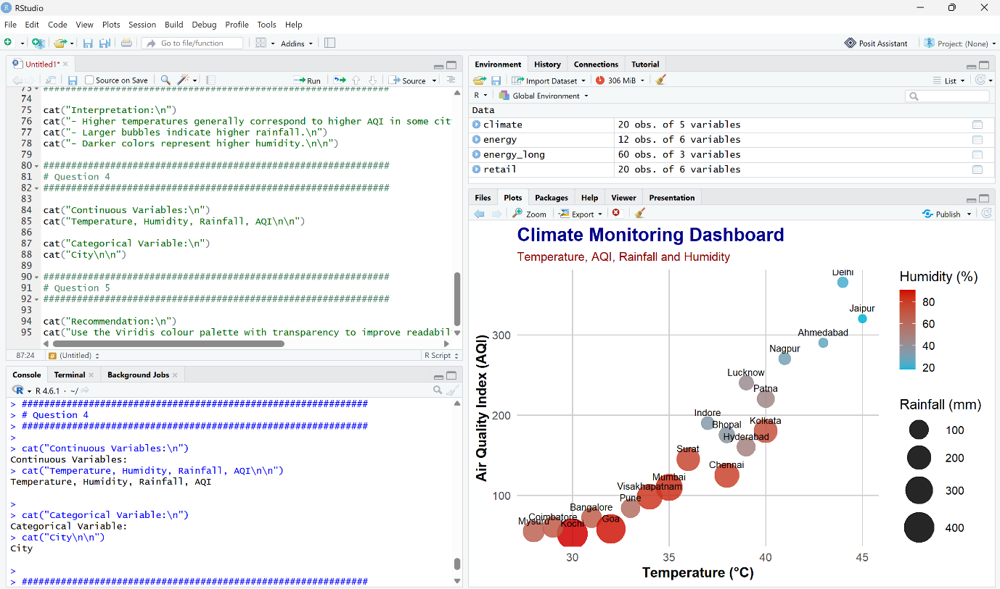 RStudio
File Edit Code View Plots Session Build Debug Profile Tools Help
Go to file/function Addins Posit Assistant Project: (None)
Untitled1*
Source on Save Run Source
73 ##############################################################
74
75 cat("Interpretation:\n")
76 cat("- Higher temperatures generally correspond to higher AQI in some cit
77 cat("- Larger bubbles indicate higher rainfall.\n")
78 cat("- Darker colors represent higher humidity.\n\n")
79
80 ##############################################################
81 # Question 4
82 ##############################################################
83
84 cat("Continuous Variables:\n")
85 cat("Temperature, Humidity, Rainfall, AQI\n\n")
86
87 cat("Categorical Variable:\n")
88 cat("City\n\n")
89
90 ##############################################################
91 # Question 5
92 ##############################################################
93
94 cat("Recommendation:\n")
95 cat("Use the Viridis colour palette with transparency to improve readabil
87:24 # (Untitled) R Script
Console Terminal Background Jobs
R R 4.6.1 · ~/
> ##############################################################
> # Question 4
> ##############################################################
>
> cat("Continuous Variables:\n")
Continuous Variables:
> cat("Temperature, Humidity, Rainfall, AQI\n\n")
Temperature, Humidity, Rainfall, AQI
>
> cat("Categorical Variable:\n")
Categorical Variable:
> cat("City\n\n")
City
>
> ##############################################################
Environment History Connections Tutorial
Import Dataset 306 MiB List
R Global Environment
Data
climate 20 obs. of 5 variables
energy 12 obs. of 6 variables
energy_long 60 obs. of 3 variables
retail 20 obs. of 6 variables
Files Plots Packages Help Viewer Presentation
Zoom Export Publish
Climate Monitoring Dashboard
Temperature, AQI, Rainfall and Humidity
Air Quality Index (AQI)
300
200
100
Delhi
Jaipur
Ahmedabad
Nagpur
Lucknow
Patna
Indore
Bhopal
Kolkata
Hyderabad
Surat
Chennai
Mumbai
Visakhapatnam
Pune
Bangalore
Coimbatore
Goa
Mysuru
Kochi
30 35 40 45
Temperature (°C)
Humidity (%)
80
60
40
20
Rainfall (mm)
100
200
300
400